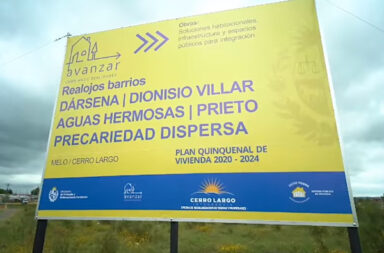 avanzar
Obras:
Soluciones habitacionales,
infraestructura y espacios
públicos para integración
Realojos barrios
DÁRSENA | DIONISIO VILLAR
AGUAS HERMOSAS | PRIETO
PRECARIEDAD DISPERSA
MELO / CERRO LARGO
PLAN QUINQUENAL DE
VIVIENDA 2020 - 2024
avanzar
CERRO LARGO